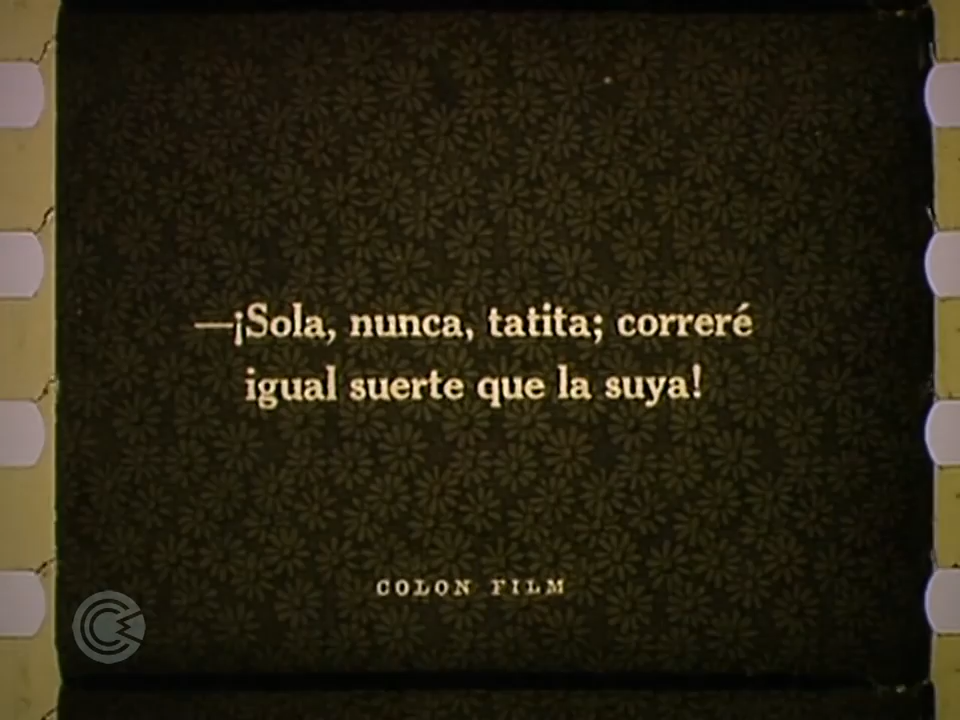 —¡Sola, nunca, tatita; correré
igual suerte que la suya!
COLON FILM